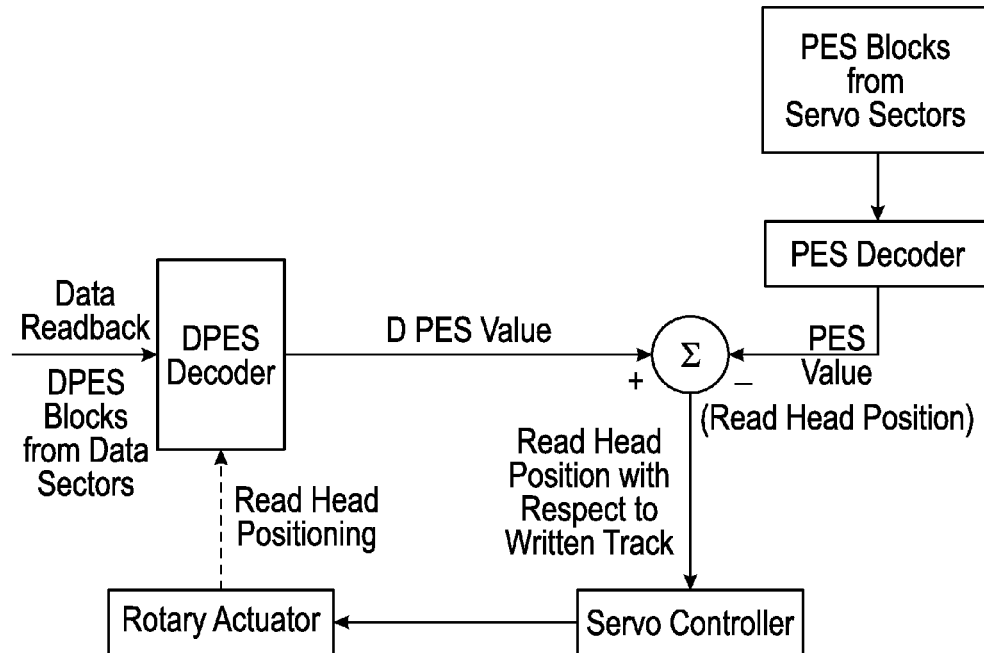 PES Blocks
from
Servo Sectors
PES Decoder
Data
Readback
DPES
Blocks
from Data
Sectors
DPES
Decoder
D PES Value
Σ
+
−
PES
Value
(Read Head Position)
Read Head
Position with
Respect to
Written Track
Read Head
Positioning
Rotary Actuator
Servo Controller